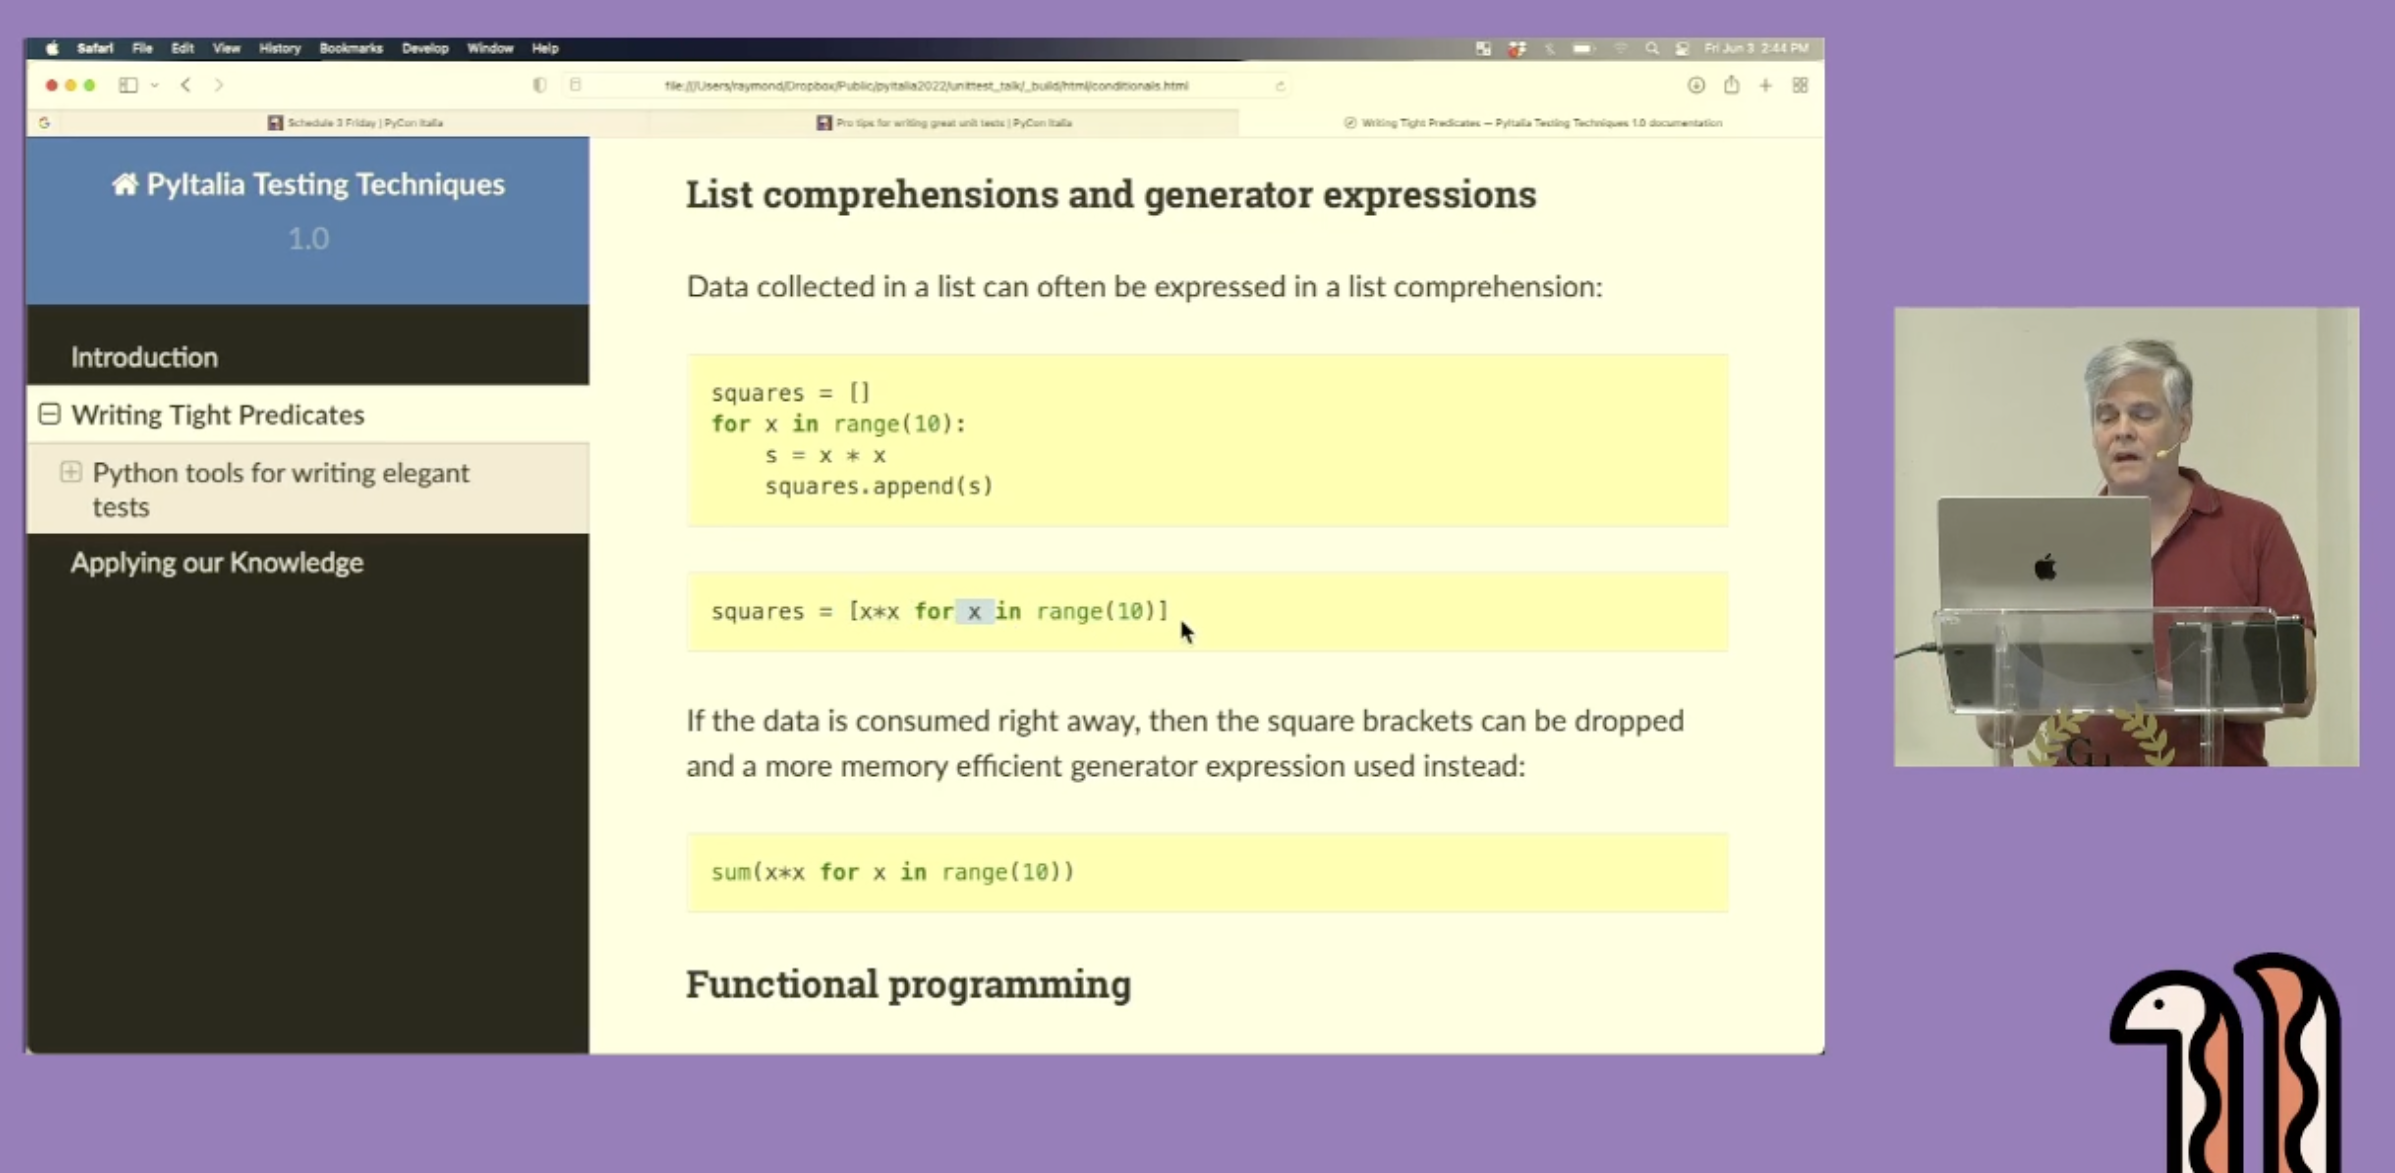 Safari File Edit View History Bookmarks Develop Window Help
Fri Jun 3 2:44 PM
file:///Users/raymond/Dropbox/Public/pyitalia2022/unittest_talk/_build/html/conditionals.html
Schedule 3 Friday | PyCon Italia
Pro tips for writing great unit tests | PyCon Italia
Writing Tight Predicates — PyItalia Testing Techniques 1.0 documentation
PyItalia Testing Techniques
1.0
Introduction
Writing Tight Predicates
Python tools for writing elegant
tests
Applying our Knowledge
List comprehensions and generator expressions
Data collected in a list can often be expressed in a list comprehension:
squares = []
for x in range(10):
    s = x * x
    squares.append(s)
squares = [x*x for x in range(10)]
If the data is consumed right away, then the square brackets can be dropped
and a more memory efficient generator expression used instead:
sum(x*x for x in range(10))
Functional programming